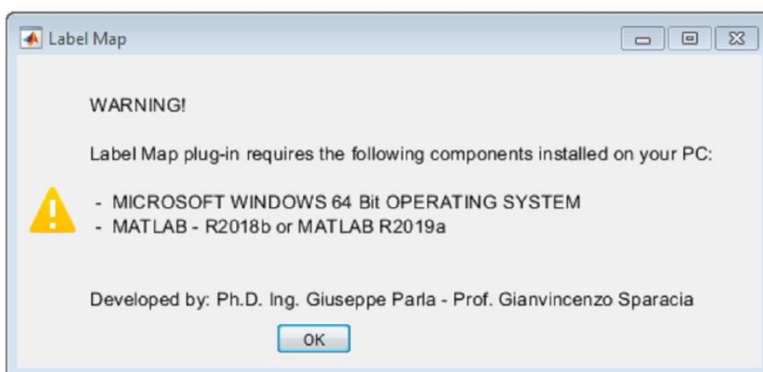 Label Map
WARNING!
Label Map plug-in requires the following components installed on your PC:
- MICROSOFT WINDOWS 64 Bit OPERATING SYSTEM
- MATLAB - R2018b or MATLAB R2019a
Developed by: Ph.D. Ing. Giuseppe Parla - Prof. Gianvincenzo Sparacia
OK